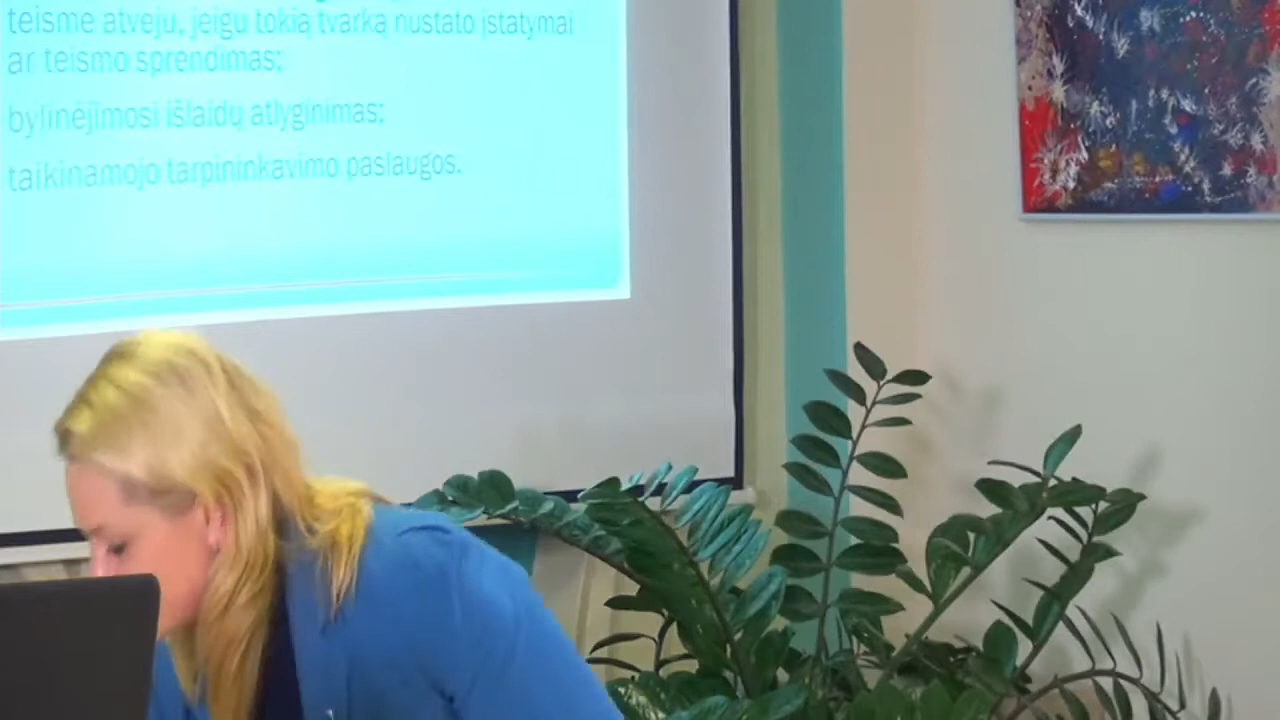 teisme atveju, jeigu tokią tvarką nustato įstatymai
ar teismo sprendimas;
bylinėjimosi išlaidų atlyginimas;
taikinamojo tarpininkavimo paslaugos.